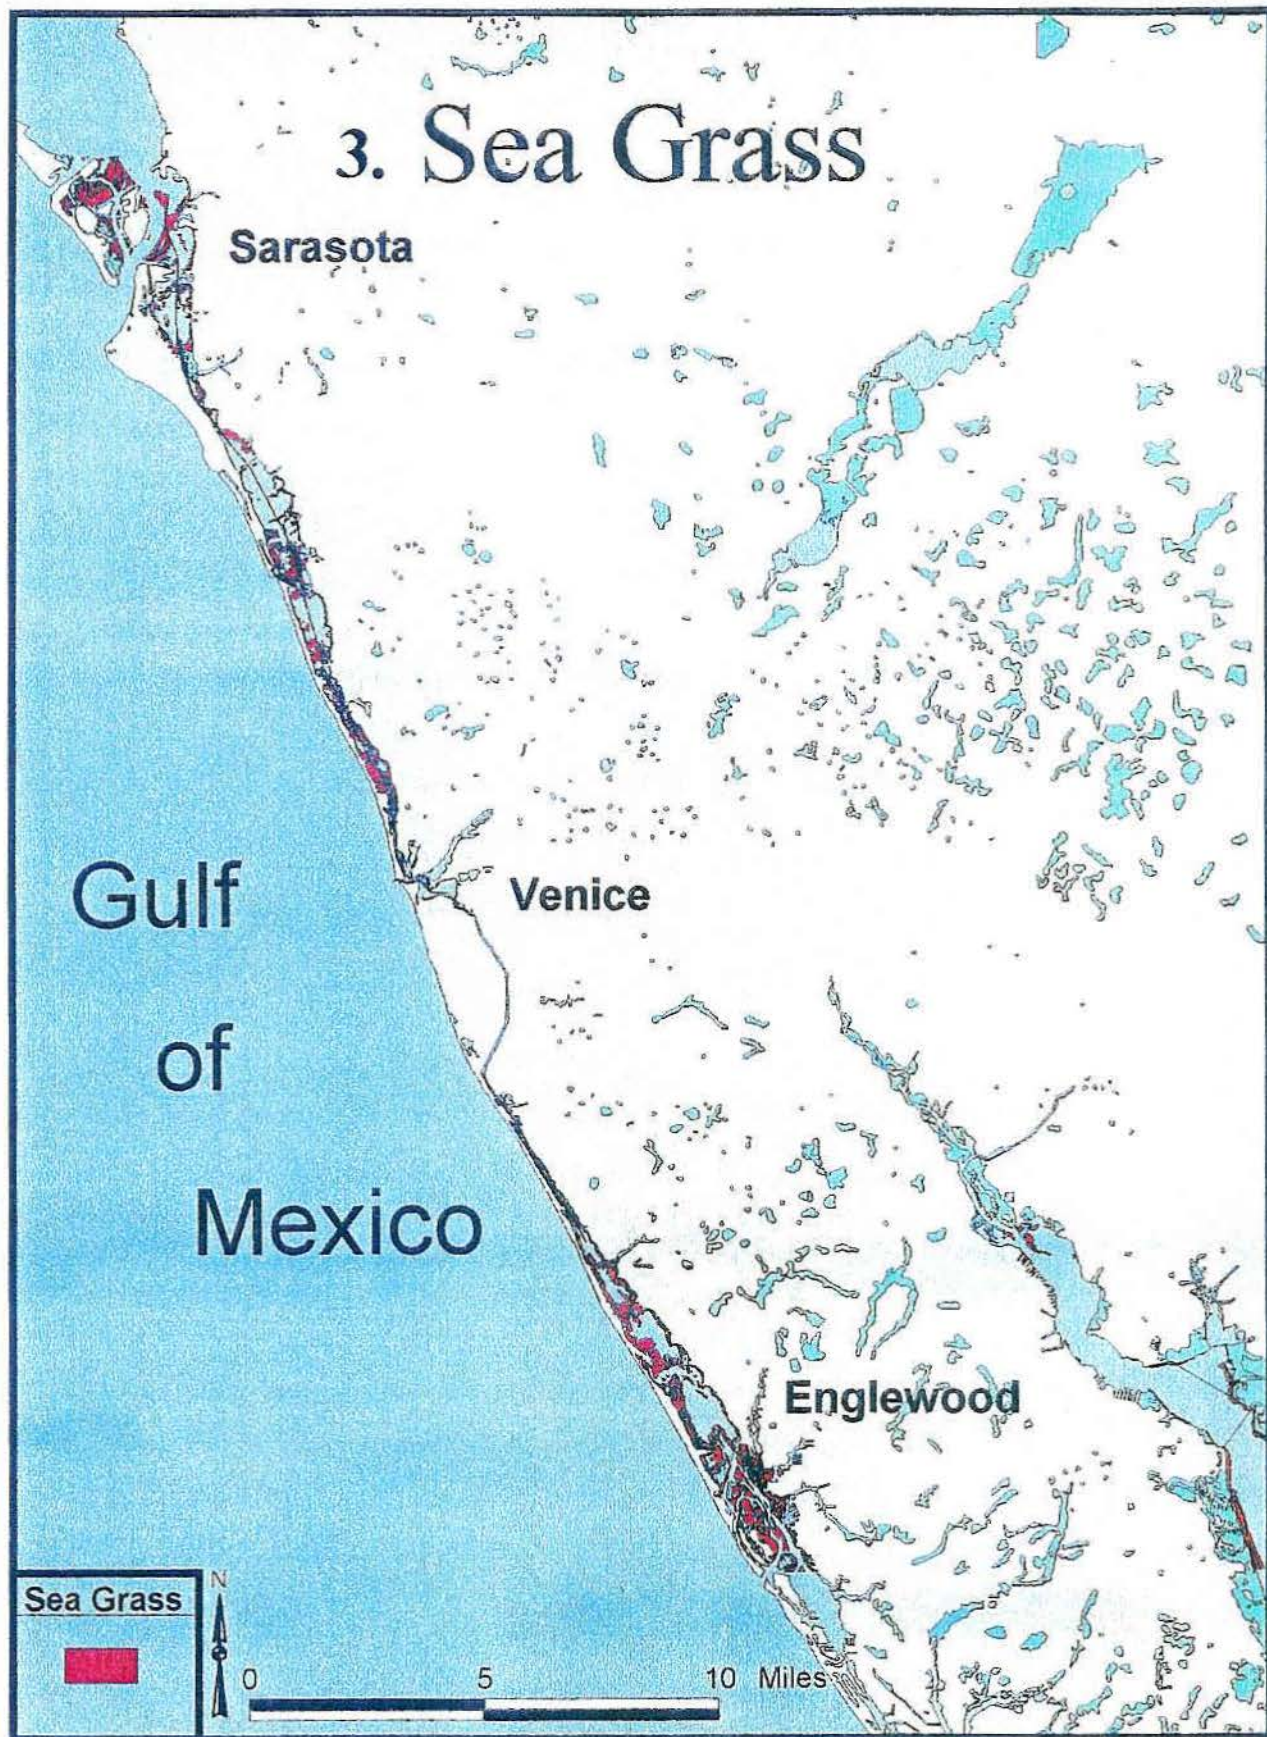 3. Sea Grass
Sarasota
Venice
Gulf
of
Mexico
Englewood
Sea Grass
N
0 5 10 Miles